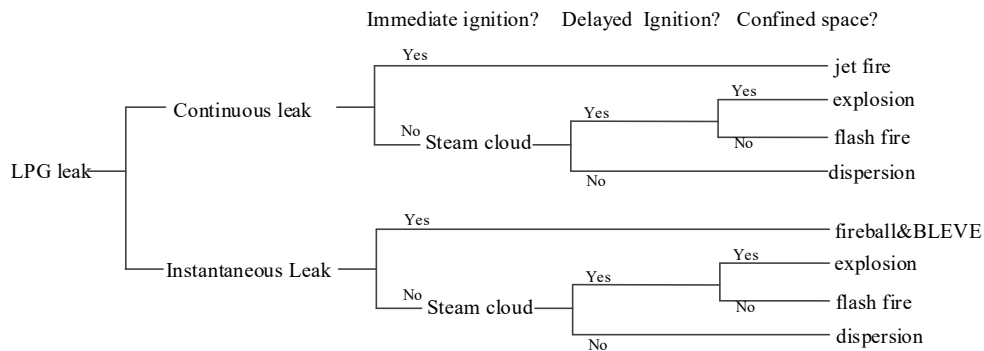 Immediate ignition? Delayed Ignition? Confined space?
Yes
jet fire
Yes
explosion
Continuous leak
Yes
No
Steam cloud
No
flash fire
LPG leak
No
dispersion
Yes
fireball&BLEVE
Yes
explosion
Instantaneous Leak
Yes
No
Steam cloud
No
flash fire
No
dispersion